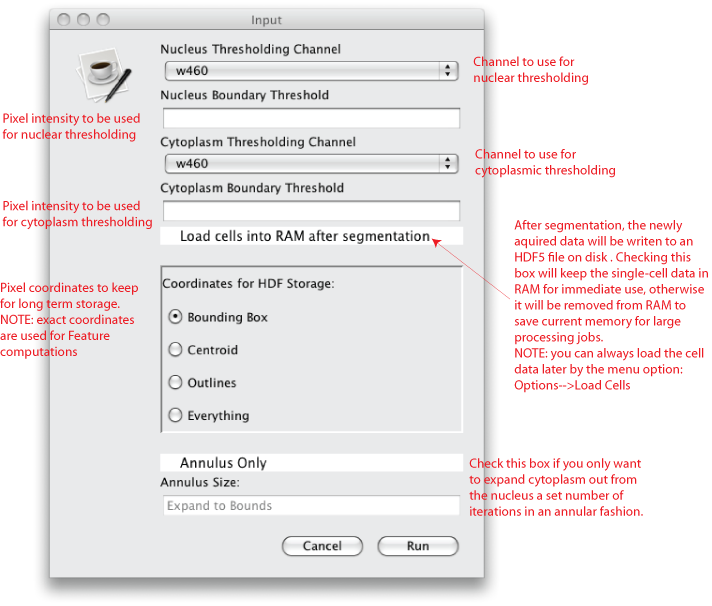 Input
Nucleus Thresholding Channel
w460
Channel to use for
nuclear thresholding
Nucleus Boundary Threshold
Pixel intensity to be used
for nuclear thresholding
Cytoplasm Thresholding Channel
w460
Channel to use for
cytoplasmic thresholding
Cytoplasm Boundary Threshold
Pixel intensity to be used
for cytoplasm thresholding
Load cells into RAM after segmentation
After segmentation, the newly
aquired data will be writen to an
HDF5 file on disk . Checking this
box will keep the single-cell data in
RAM for immediate use, otherwise
it will be removed from RAM to
save current memory for large
processing jobs.
NOTE: you can always load the cell
data later by the menu option:
Options-->Load Cells
Pixel coordinates to keep
for long term storage.
NOTE: exact coordinates
are used for Feature
computations
Coordinates for HDF Storage:
Bounding Box
Centroid
Outlines
Everything
Annulus Only
Annulus Size:
Expand to Bounds
Check this box if you only want
to expand cytoplasm out from
the nucleus a set number of
iterations in an annular fashion.
Cancel
Run